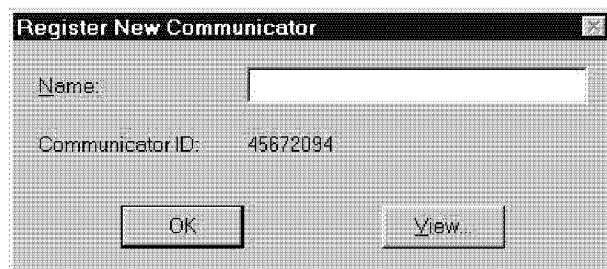 Register New Communicator
Name:
Communicator ID: 45672094
OK View...